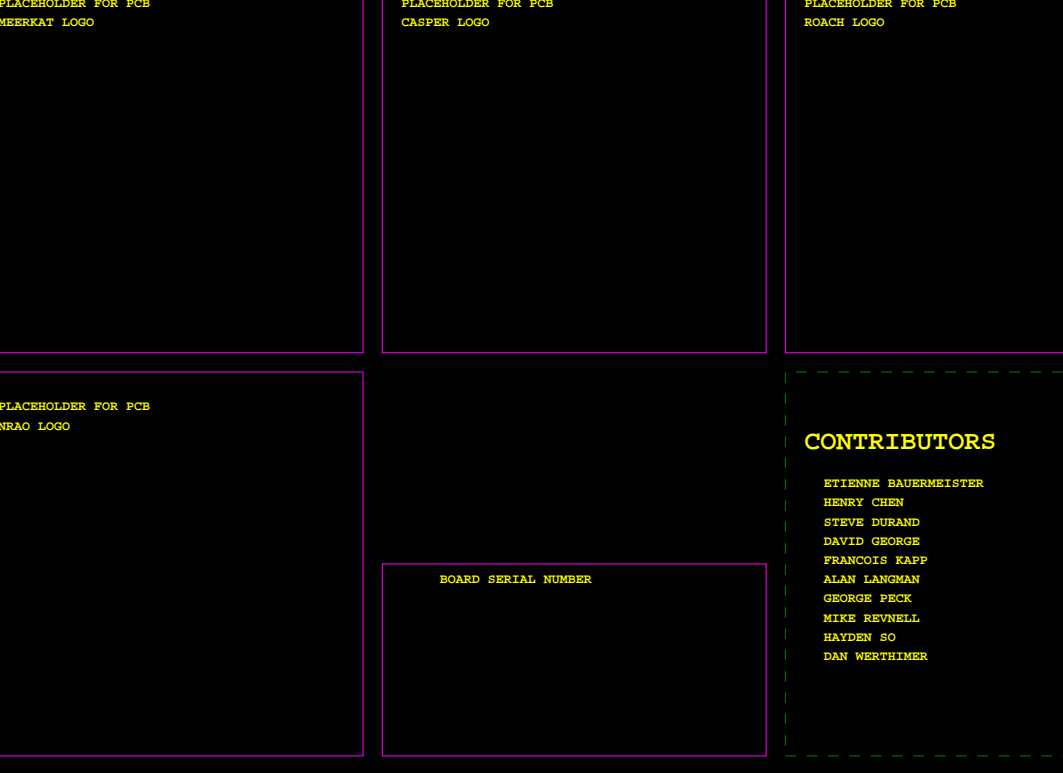 PLACEHOLDER FOR PCB
MEERKAT LOGO
PLACEHOLDER FOR PCB
CASPER LOGO
PLACEHOLDER FOR PCB
ROACH LOGO
PLACEHOLDER FOR PCB
NRAO LOGO
BOARD SERIAL NUMBER
CONTRIBUTORS
ETIENNE BAUERMEISTER
HENRY CHEN
STEVE DURAND
DAVID GEORGE
FRANCOIS KAPP
ALAN LANGMAN
GEORGE PECK
MIKE REVNELL
HAYDEN SO
DAN WERTHIMER